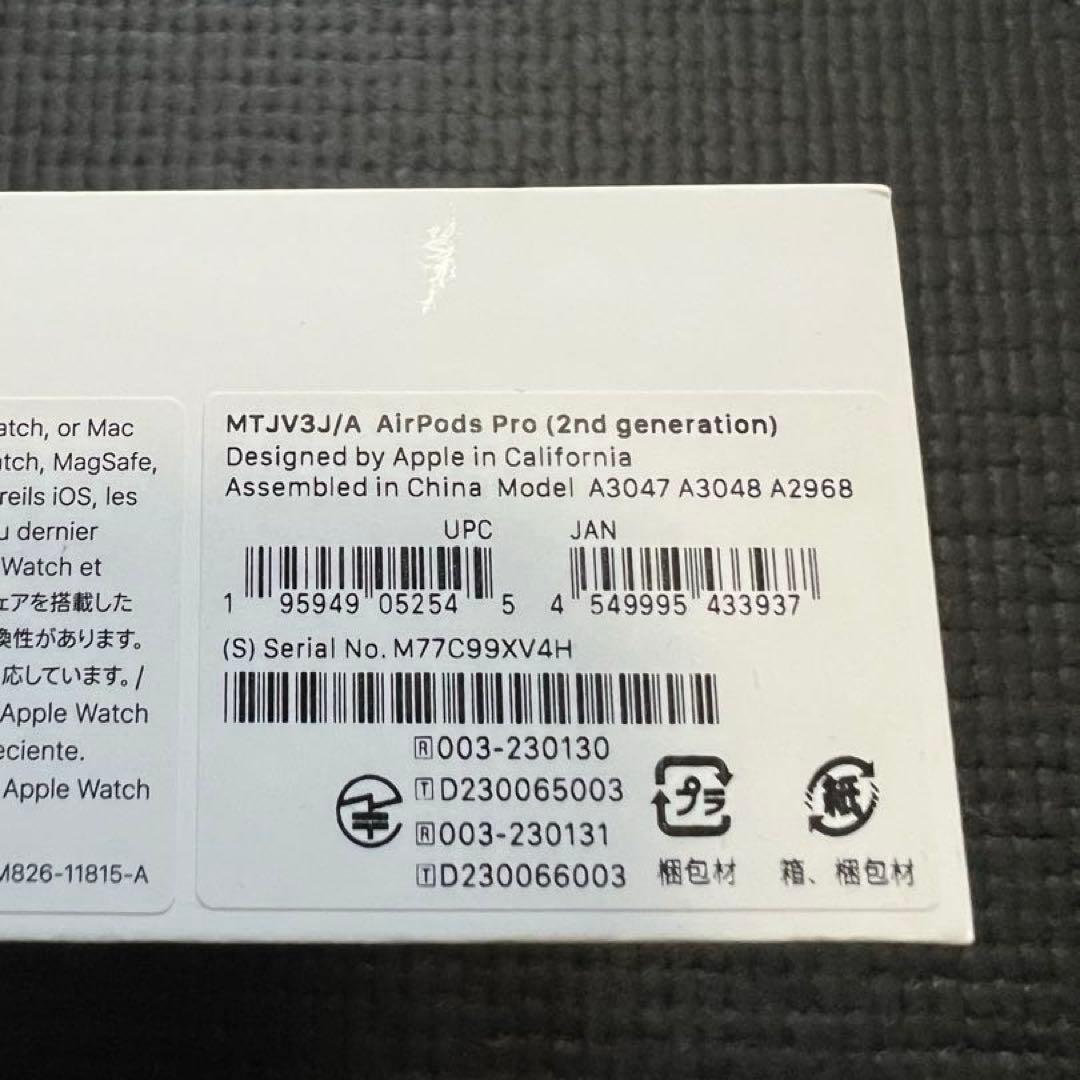 atch, or Mac
atch, MagSafe,
reils iOS, les
u dernier
Watch et
ェアを搭載した
換性があります。
応しています。/
Apple Watch
eciente.
Apple Watch
M826-11815-A
MTJV3J/A AirPods Pro (2nd generation)
Designed by Apple in California
Assembled in China Model A3047 A3048 A2968
UPC JAN
1 95949 05254 5 4 549995 433937
(S) Serial No. M77C99XV4H
R 003-230130
T D230065003
R 003-230131
T D230066003
プラ
梱包材
紙
箱、梱包材